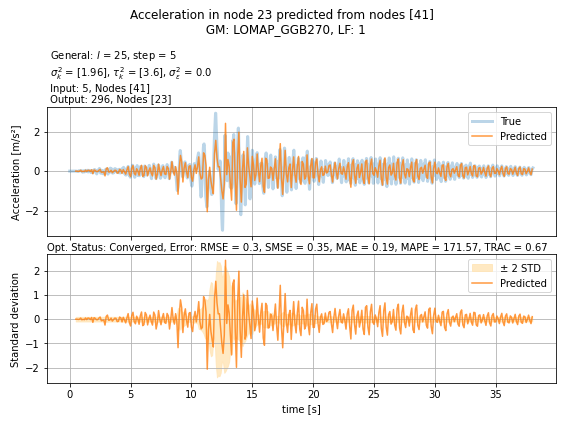 Acceleration in node 23 predicted from nodes [41]
GM: LOMAP_GGB270, LF: 1
General: l = 25, step = 5
σ²ₖ = [1.96], τ²ₖ = [3.6], σ²ε = 0.0
Input: 5, Nodes [41]
Output: 296, Nodes [23]
True
Predicted
Acceleration [m/s²]
2
0
−2
Opt. Status: Converged, Error: RMSE = 0.3, SMSE = 0.35, MAE = 0.19, MAPE = 171.57, TRAC = 0.67
± 2 STD
Predicted
Standard deviation
2
1
0
−1
−2
0 5 10 15 20 25 30 35
time [s]